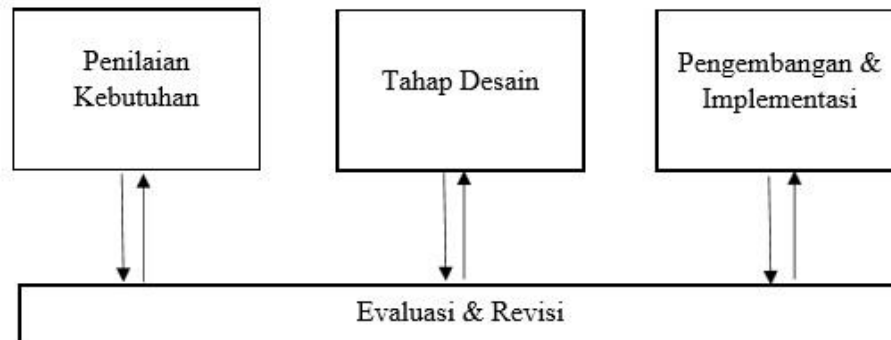 Penilaian
Kebutuhan
Tahap Desain
Pengembangan &
Implementasi
Evaluasi & Revisi